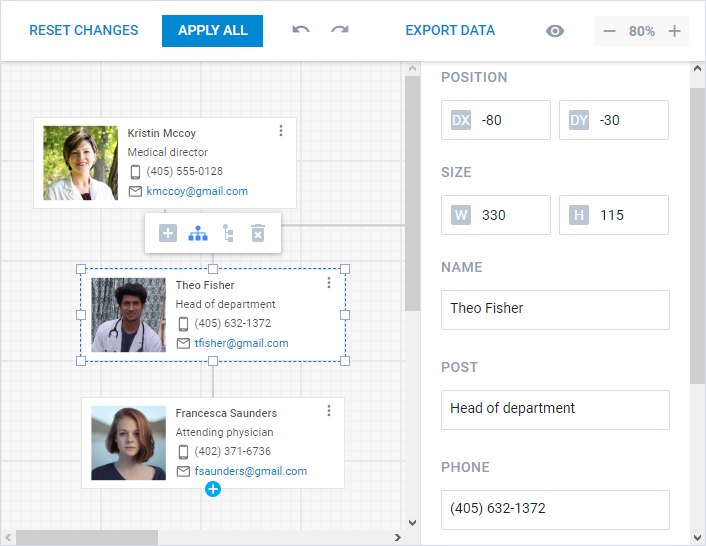 RESET CHANGES
APPLY ALL
EXPORT DATA
80%
Kristin Mccoy
Medical director
(405) 555-0128
kmccoy@gmail.com
Theo Fisher
Head of department
(405) 632-1372
tfisher@gmail.com
Francesca Saunders
Attending physician
(402) 371-6736
fsaunders@gmail.com
POSITION
DX -80
DY -30
SIZE
W 330
H 115
NAME
Theo Fisher
POST
Head of department
PHONE
(405) 632-1372